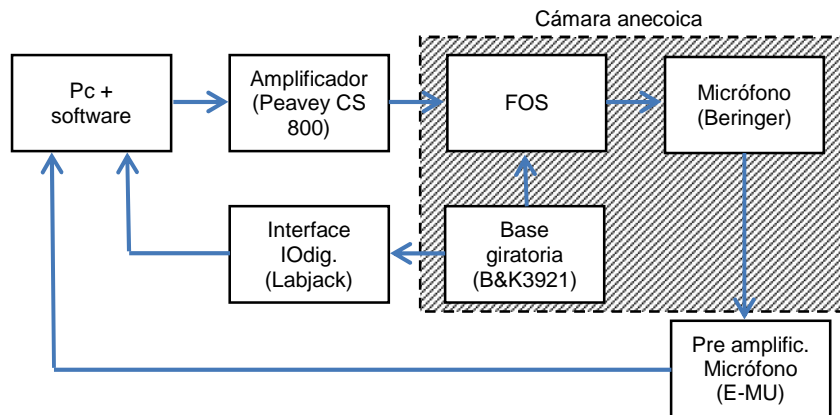 Cámara anecoica
Pc +
software
Amplificador
(Peavey CS
800)
FOS
Micrófono
(Beringer)
Interface
IOdig.
(Labjack)
Base
giratoria
(B&K3921)
Pre amplific.
Micrófono
(E-MU)